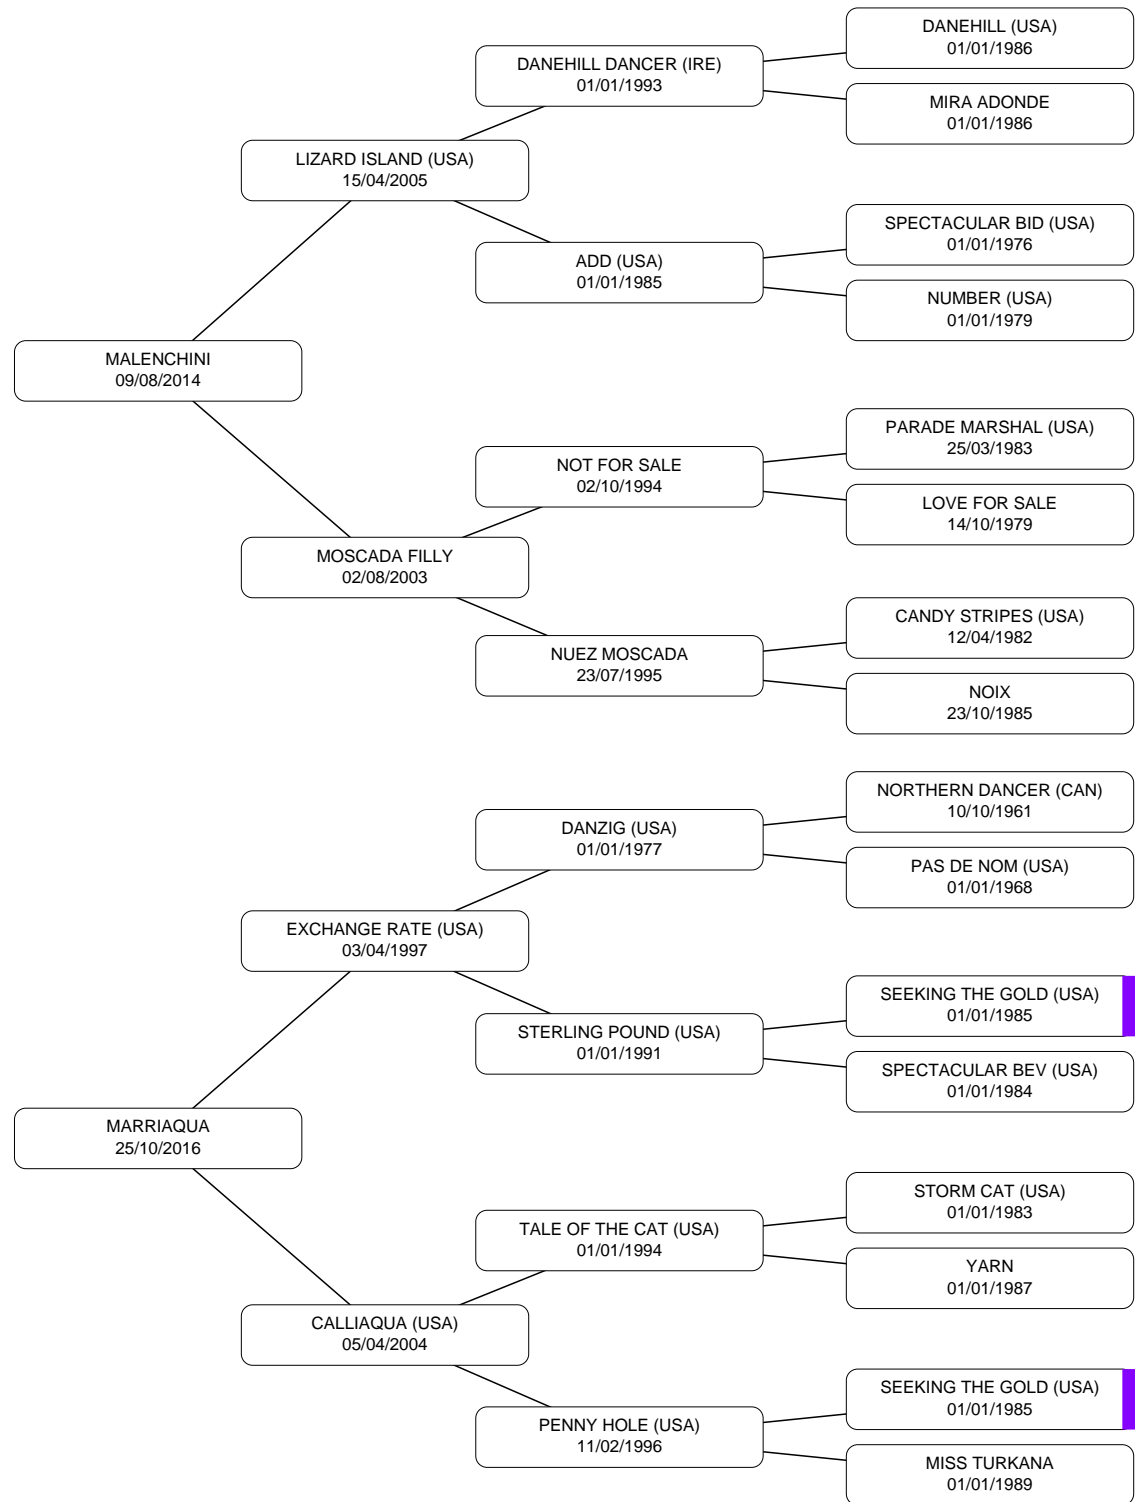 DANEHILL (USA)
01/01/1986
DANEHILL DANCER (IRE)
01/01/1993
MIRA ADONDE
01/01/1986
LIZARD ISLAND (USA)
15/04/2005
SPECTACULAR BID (USA)
01/01/1976
ADD (USA)
01/01/1985
NUMBER (USA)
01/01/1979
MALENCHINI
09/08/2014
PARADE MARSHAL (USA)
25/03/1983
NOT FOR SALE
02/10/1994
LOVE FOR SALE
14/10/1979
MOSCADA FILLY
02/08/2003
CANDY STRIPES (USA)
12/04/1982
NUEZ MOSCADA
23/07/1995
NOIX
23/10/1985
NORTHERN DANCER (CAN)
10/10/1961
DANZIG (USA)
01/01/1977
PAS DE NOM (USA)
01/01/1968
EXCHANGE RATE (USA)
03/04/1997
SEEKING THE GOLD (USA)
01/01/1985
STERLING POUND (USA)
01/01/1991
SPECTACULAR BEV (USA)
01/01/1984
MARRIAQUA
25/10/2016
STORM CAT (USA)
01/01/1983
TALE OF THE CAT (USA)
01/01/1994
YARN
01/01/1987
CALLIAQUA (USA)
05/04/2004
SEEKING THE GOLD (USA)
01/01/1985
PENNY HOLE (USA)
11/02/1996
MISS TURKANA
01/01/1989